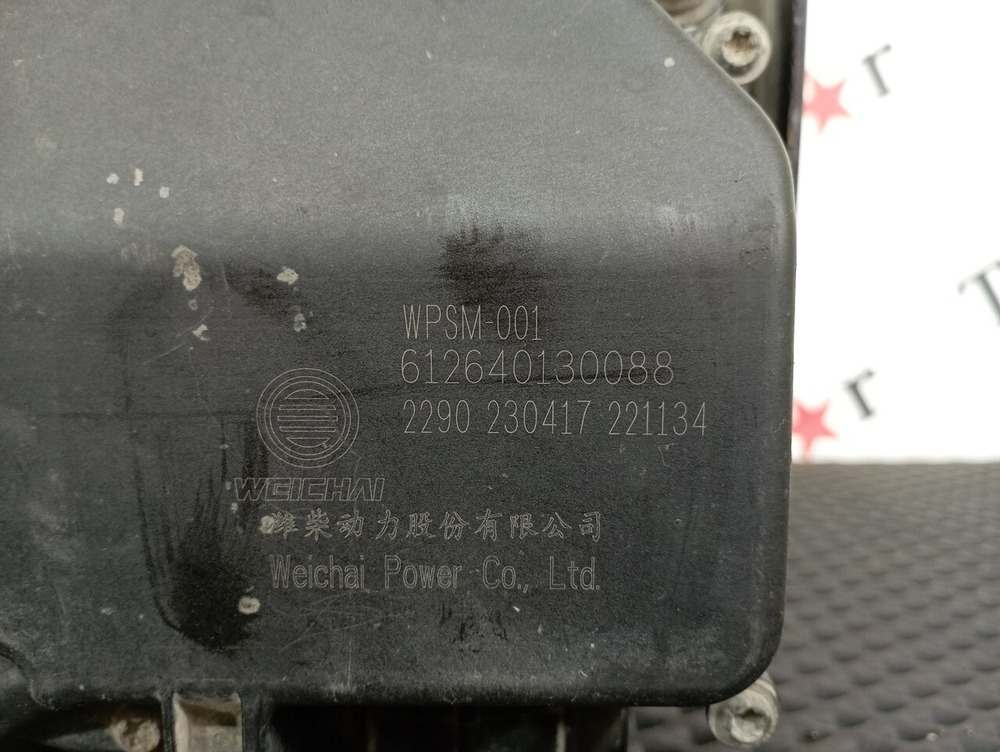 WPSM-001
612640130088
2290 230417 221134
WEICHAI
潍柴动力股份有限公司
Weichai Power Co., Ltd.